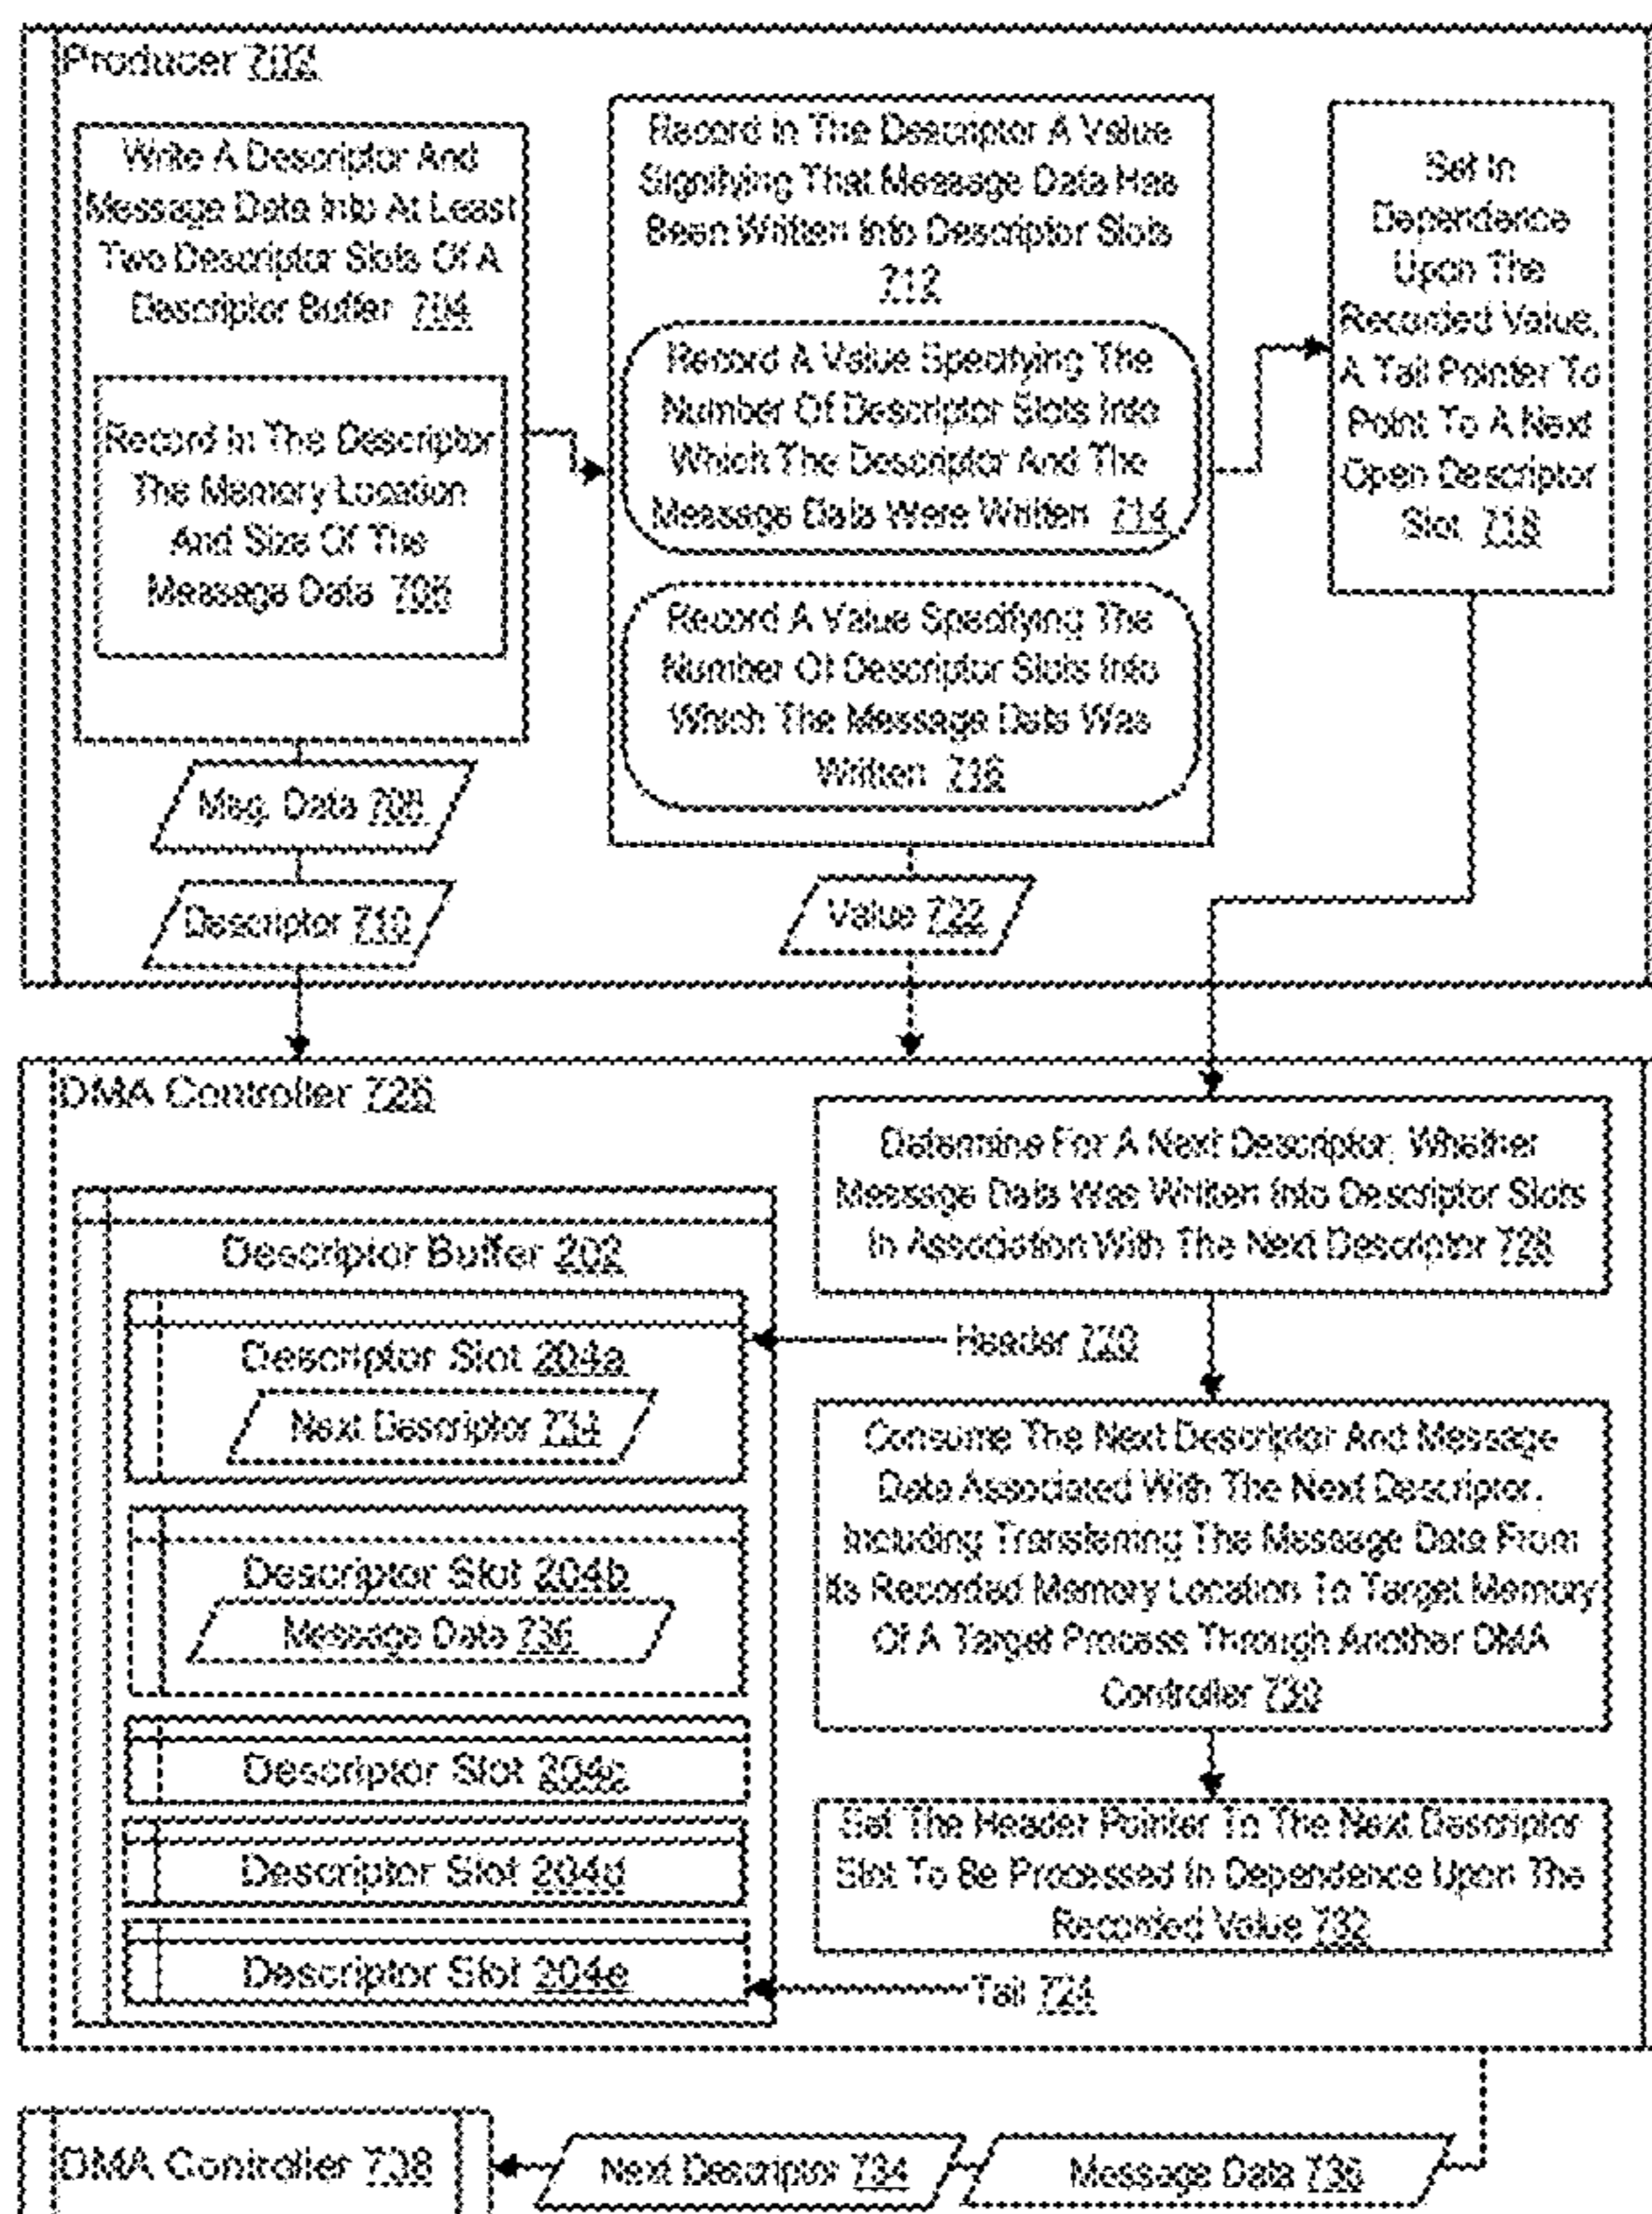 Producer 702
Write A Descriptor And
Message Data Into At Least
Two Descriptor Slots Of A
Descriptor Buffer 704
Record In The Descriptor
The Memory Location
And Size Of The
Message Data 706
Msg. Data 708
Descriptor 710
Record In The Descriptor A Value
Signifying That Message Data Has
Been Written Into Descriptor Slots
712
Record A Value Specifying The
Number Of Descriptor Slots Into
Which The Descriptor And The
Message Data Were Written 714
Record A Value Specifying The
Number Of Descriptor Slots Into
Which The Message Data Was
Written 716
Value 722
Set In
Dependence
Upon The
Recorded Value,
A Tail Pointer To
Point To A Next
Open Descriptor
Slot 718
DMA Controller 726
Descriptor Buffer 202
Descriptor Slot 204a
Next Descriptor 734
Descriptor Slot 204b
Message Data 736
Descriptor Slot 204c
Descriptor Slot 204d
Descriptor Slot 204e
Determine For A Next Descriptor, Whether
Message Data Was Written Into Descriptor Slots
In Association With The Next Descriptor 728
Header 720
Consume The Next Descriptor And Message
Data Associated With The Next Descriptor,
Including Transferring The Message Data From
Its Recorded Memory Location To Target Memory
Of A Target Process Through Another DMA
Controller 730
Set The Header Pointer To The Next Descriptor
Slot To Be Processed In Dependence Upon The
Recorded Value 732
Tail 724
DMA Controller 738
Next Descriptor 734
Message Data 736